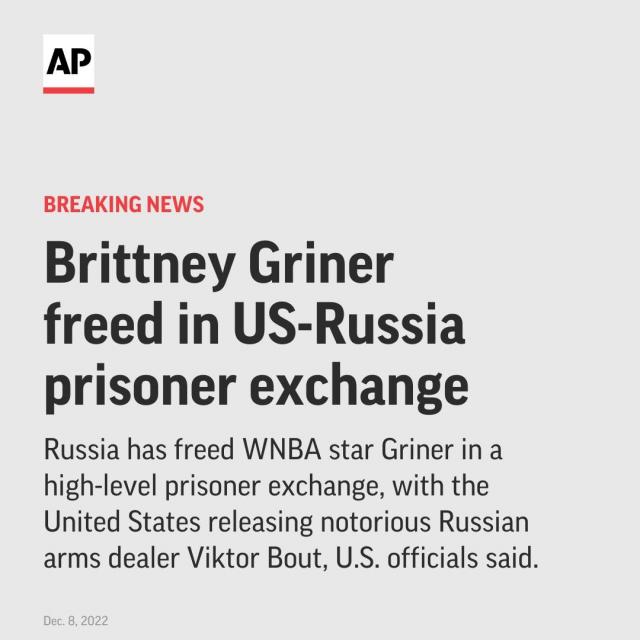 AP
BREAKING NEWS
Brittney Griner
freed in US-Russia
prisoner exchange
Russia has freed WNBA star Griner in a
high-level prisoner exchange, with the
United States releasing notorious Russian
arms dealer Viktor Bout, U.S. officials said.
Dec. 8, 2022